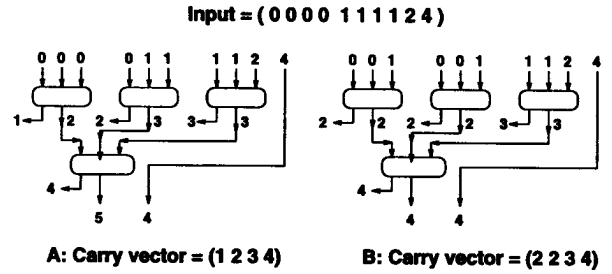 Input = ( 0 0 0 0 1 1 1 1 1 2 4 )
0 0 0 0 1 1 1 1 2 4
0 0 1 0 0 1 1 1 2 4
1 2 2 3 3 3
2 2 2 2 3 3
4
4
5 4
4 4
A: Carry vector = (1 2 3 4)
B: Carry vector = (2 2 3 4)